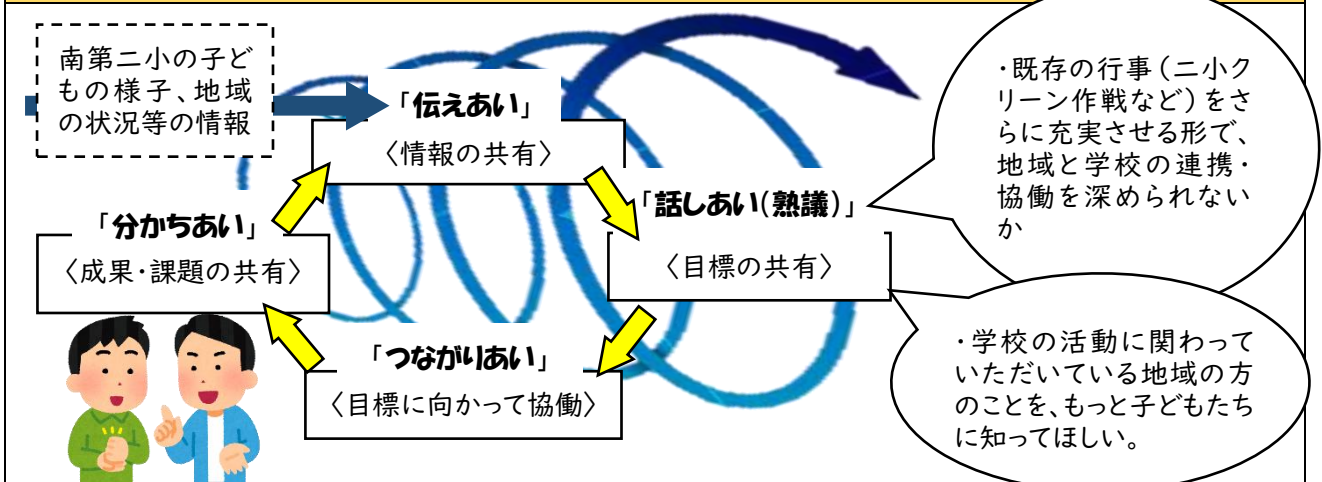 南第二小の子ど
もの様子、地域
の状況等の情報
「伝えあい」
〈情報の共有〉
「話しあい(熟議)」
〈目標の共有〉
「つながりあい」
〈目標に向かって協働〉
「分かちあい」
〈成果・課題の共有〉
・既存の行事(二小ク
リーン作戦など)をさ
らに充実させる形で、
地域と学校の連携・
協働を深められない
か
・学校の活動に関わって
いただいている地域の方
のことを、もっと子どもたち
に知ってほしい。